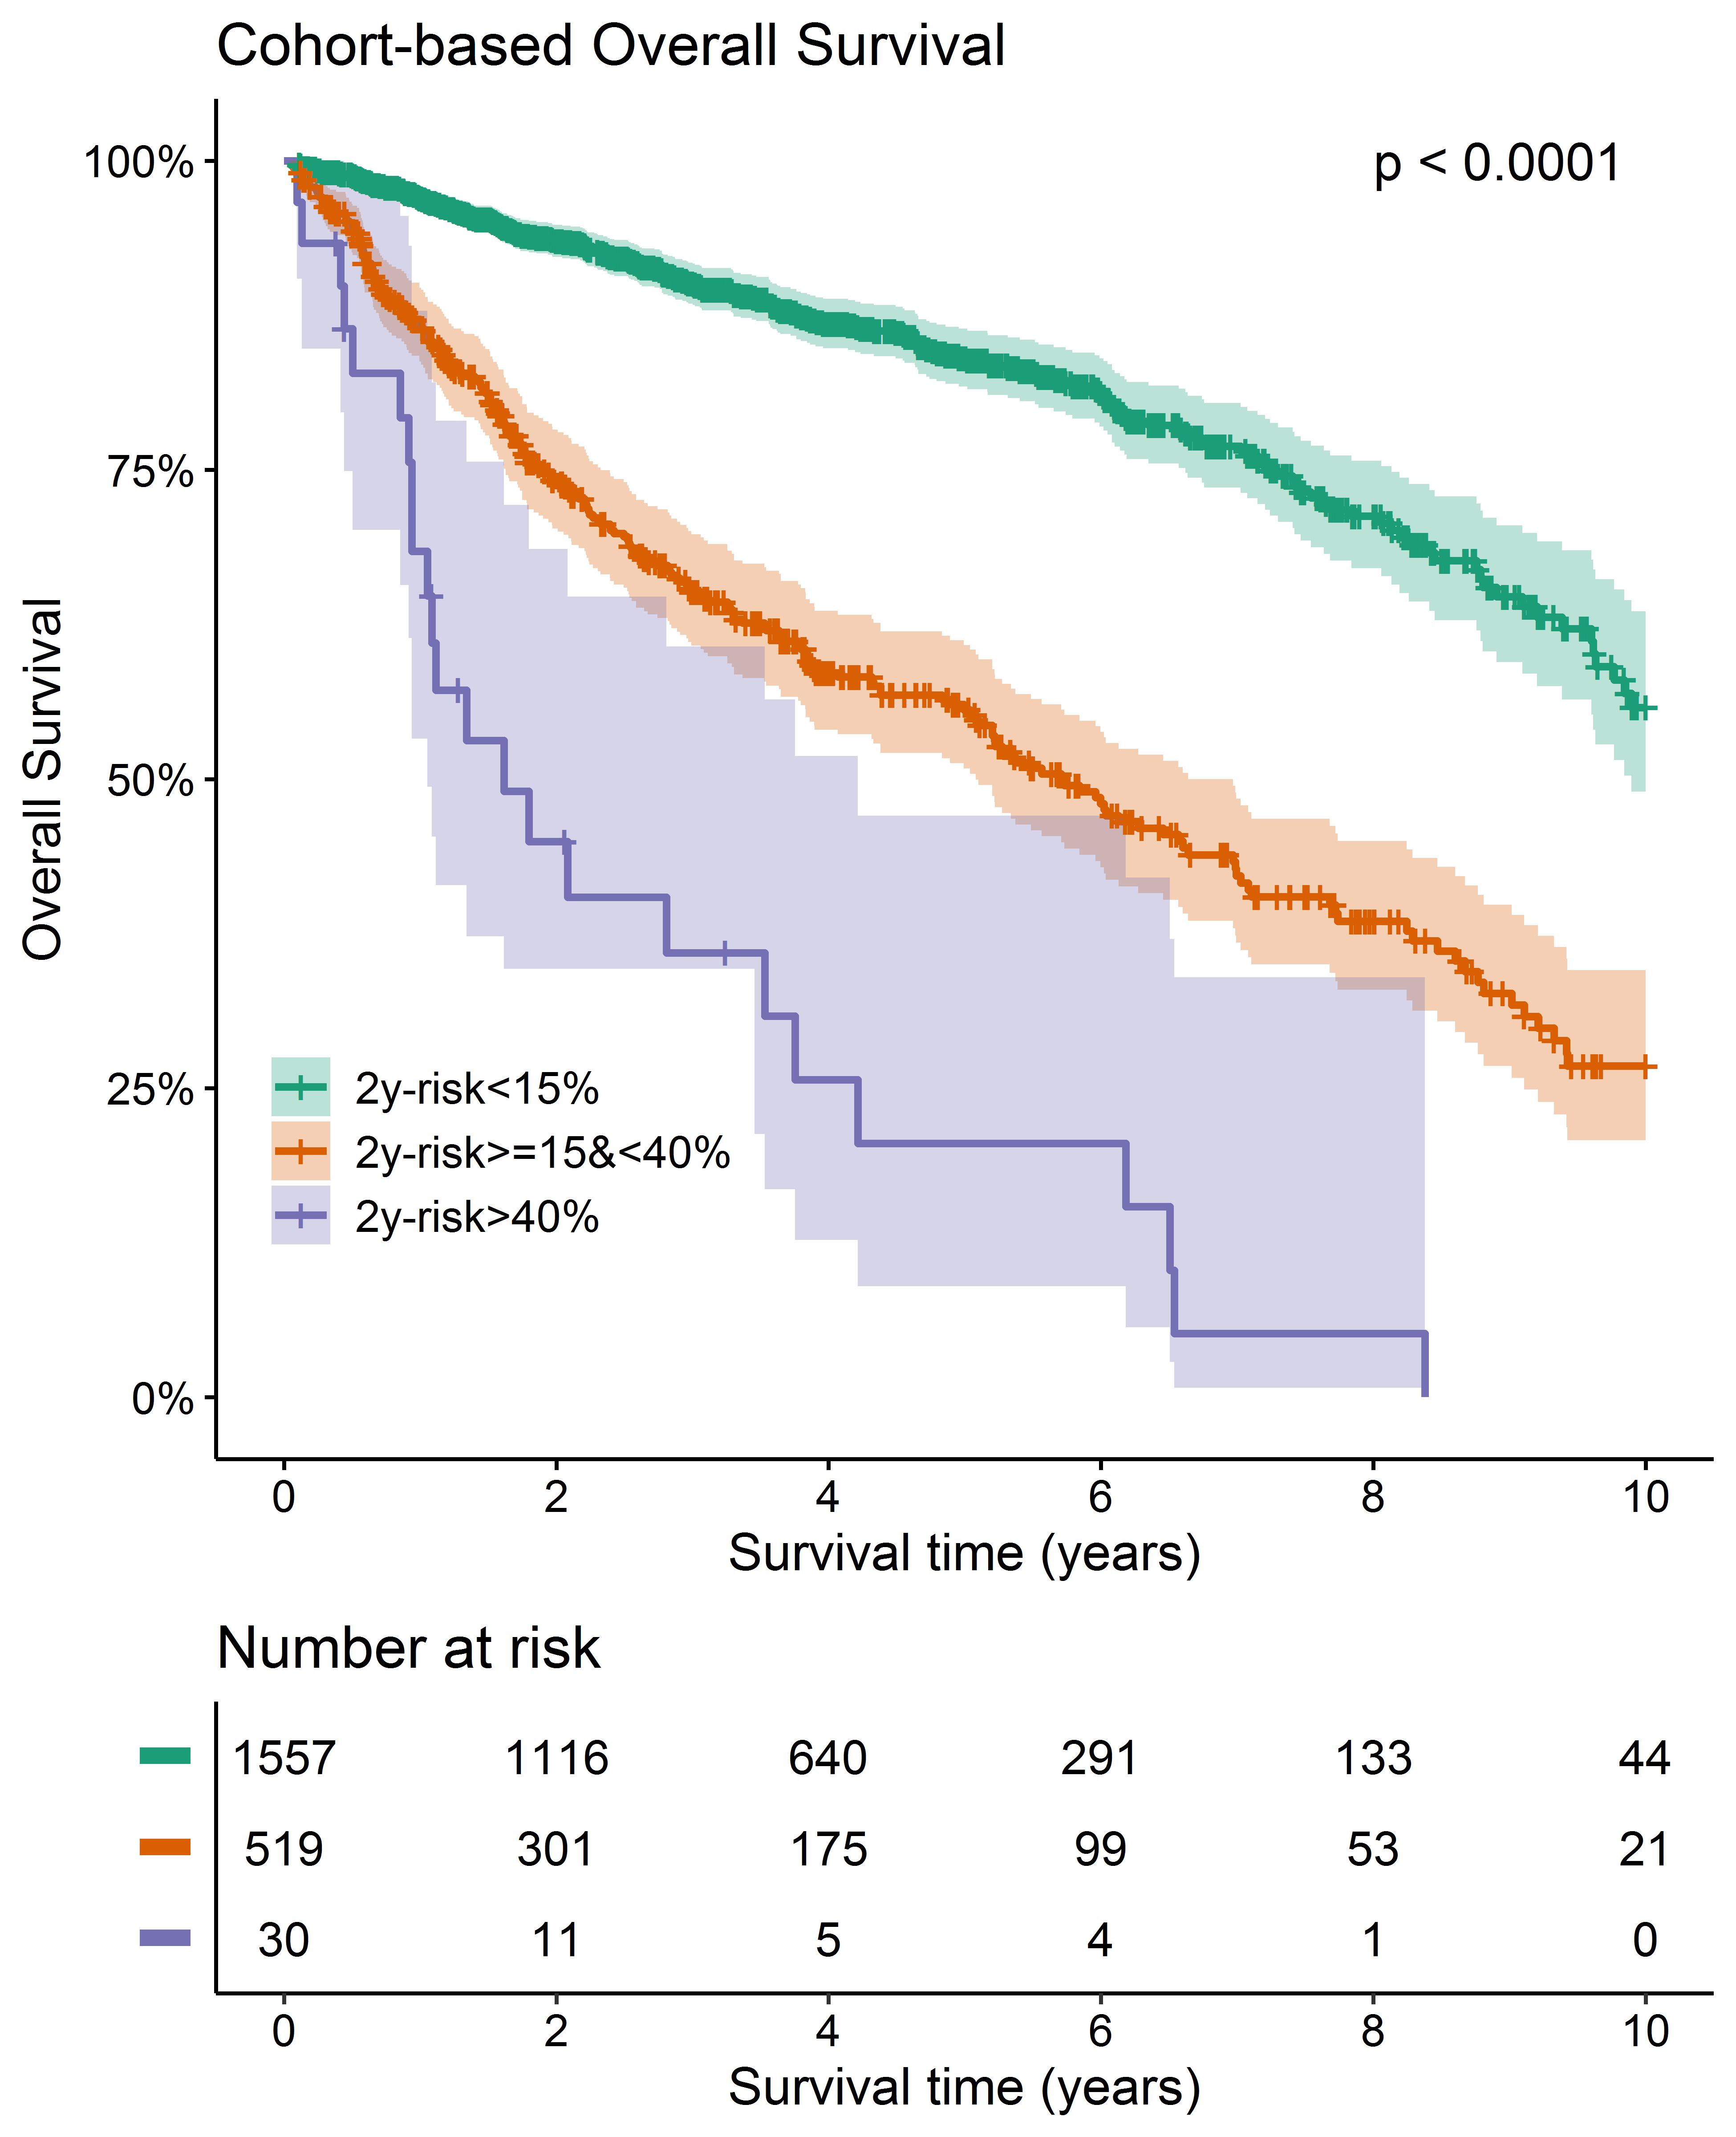 Cohort-based Overall Survival
p < 0.0001
100%
75%
50%
25%
0%
Overall Survival
2y-risk<15%
2y-risk>=15&<40%
2y-risk>40%
0 2 4 6 8 10
Survival time (years)
Number at risk
1557 1116 640 291 133 44
519 301 175 99 53 21
30 11 5 4 1 0
0 2 4 6 8 10
Survival time (years)